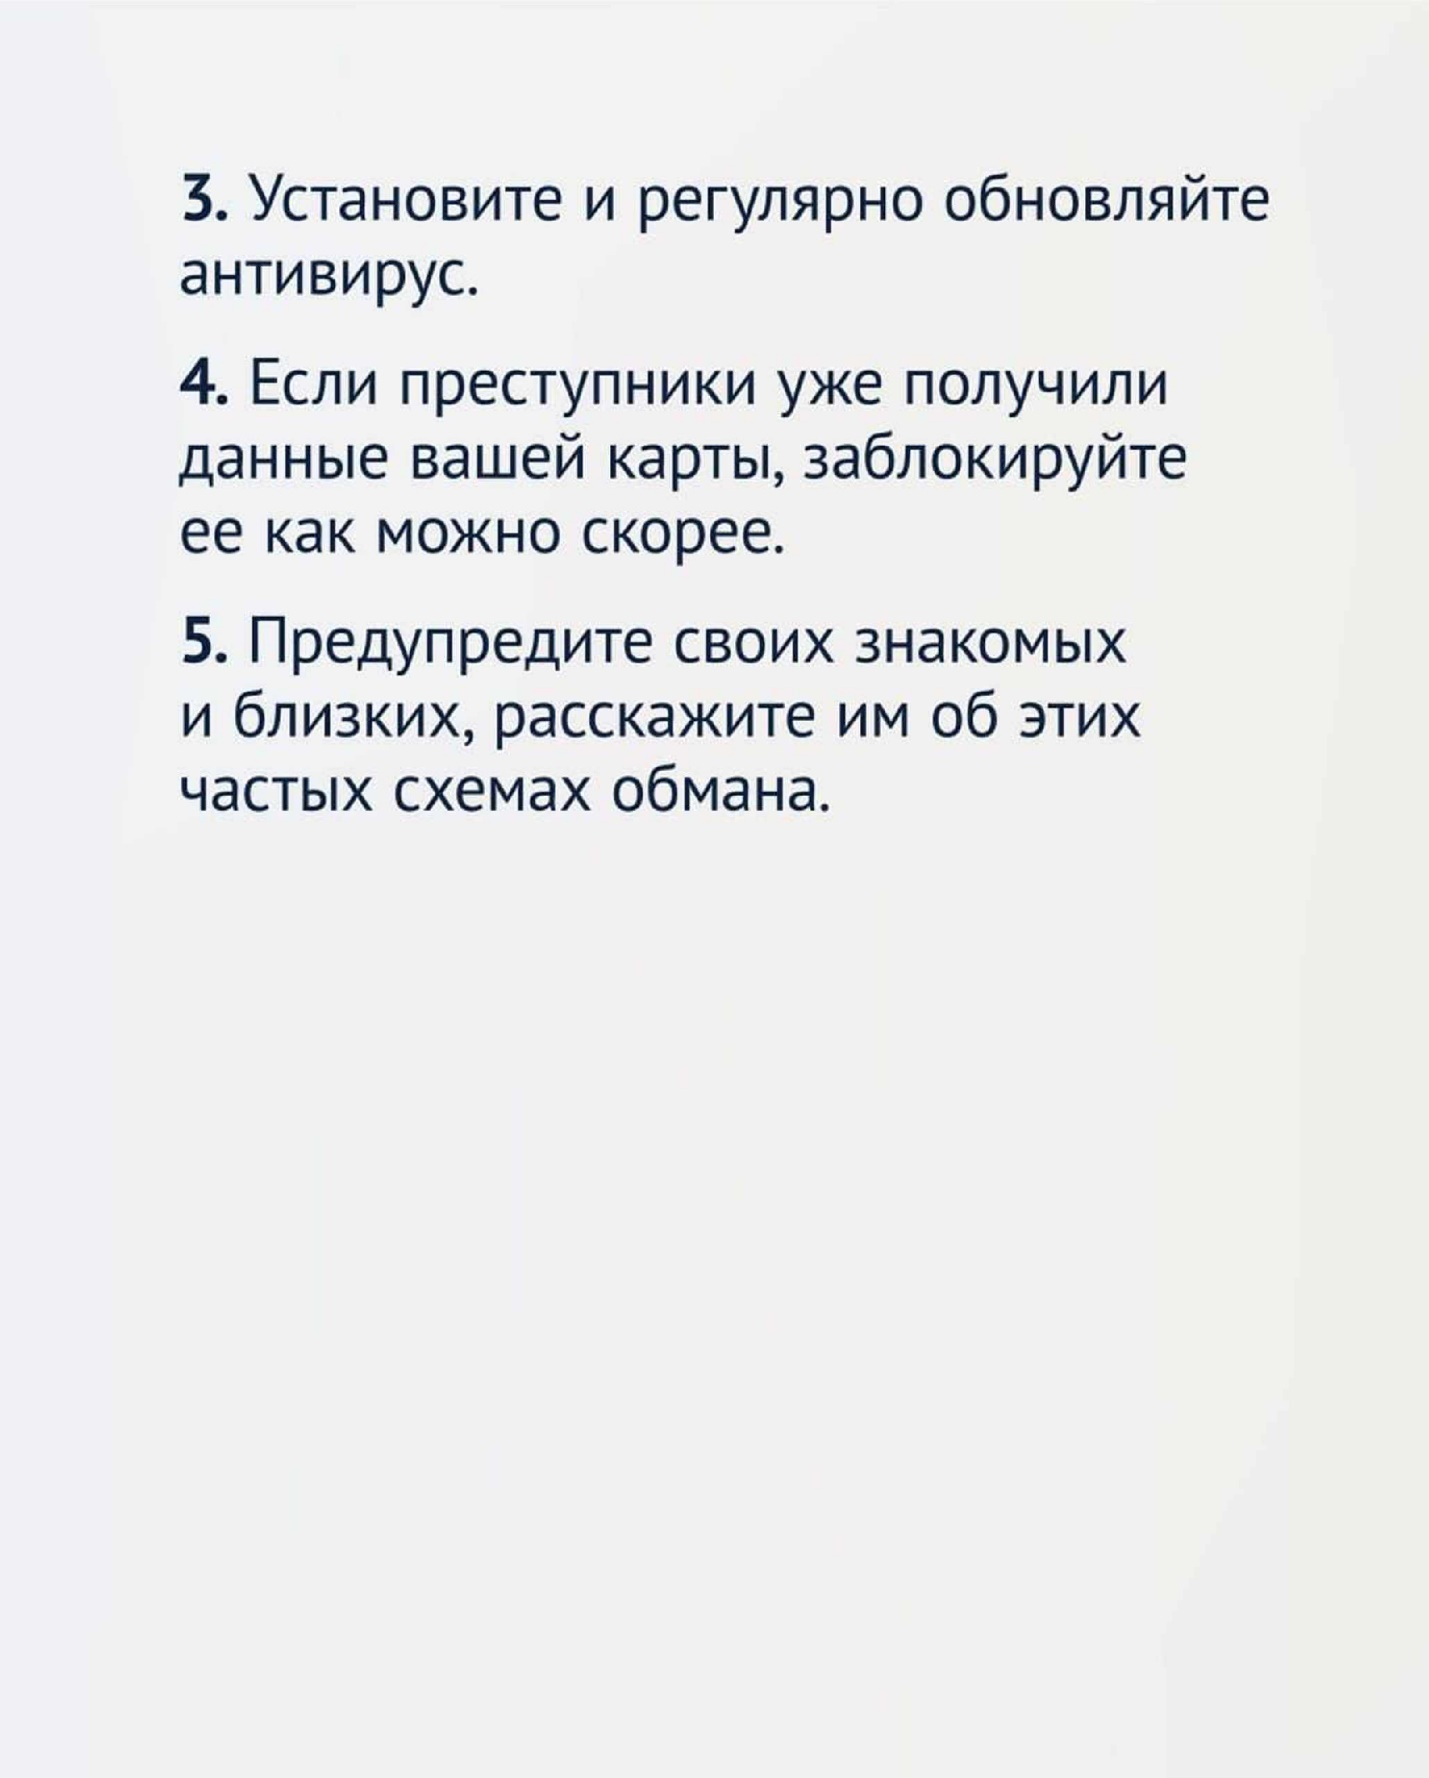 3. Установите и регулярно обновляйте
антивирус.
4. Если преступники уже получили
данные вашей карты, заблокируйте
ее как можно скорее.
5. Предупредите своих знакомых
и близких, расскажите им об этих
частых схемах обмана.